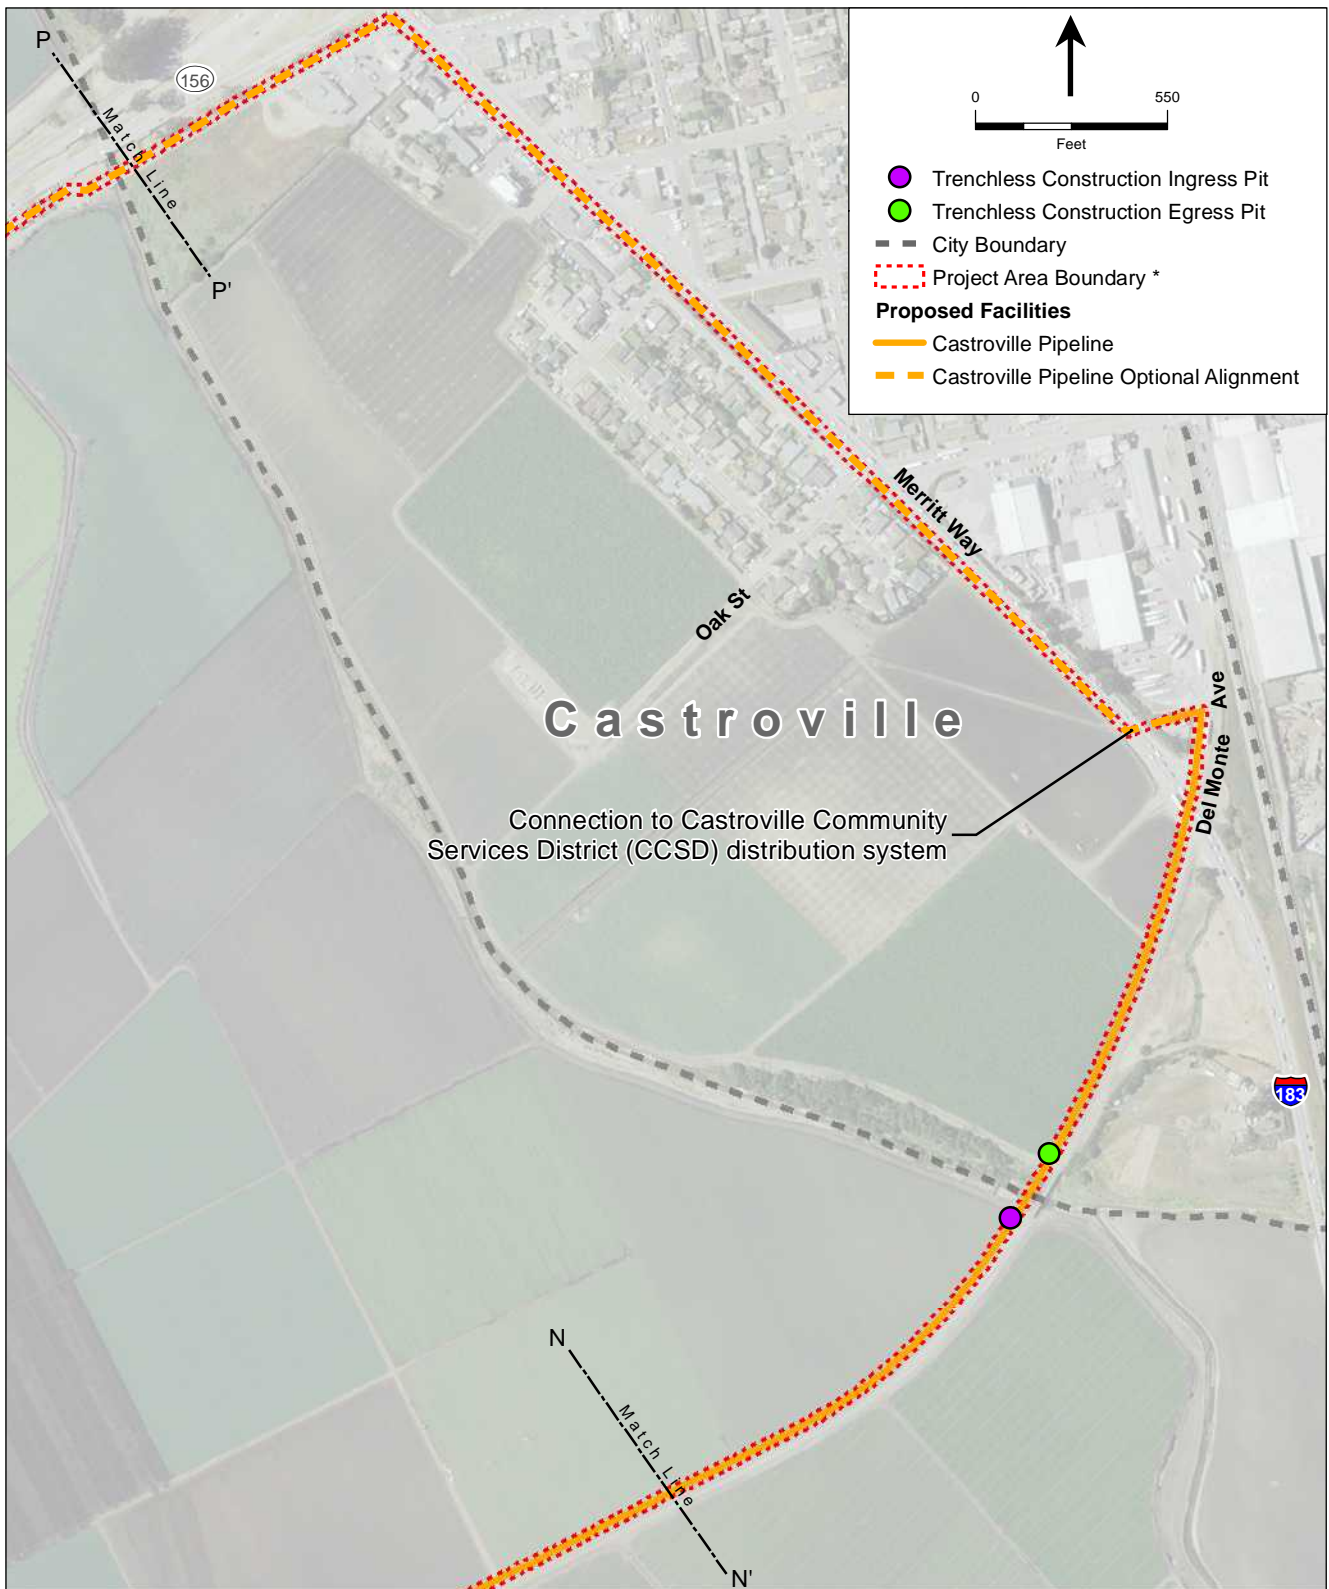 P
156
Match Line
P'
0 550
Feet
Trenchless Construction Ingress Pit
Trenchless Construction Egress Pit
City Boundary
Project Area Boundary *
Proposed Facilities
Castroville Pipeline
Castroville Pipeline Optional Alignment
Merritt Way
Oak St
Castroville
Del Monte Ave
Connection to Castroville Community
Services District (CCSD) distribution system
183
N
Match Line
N'